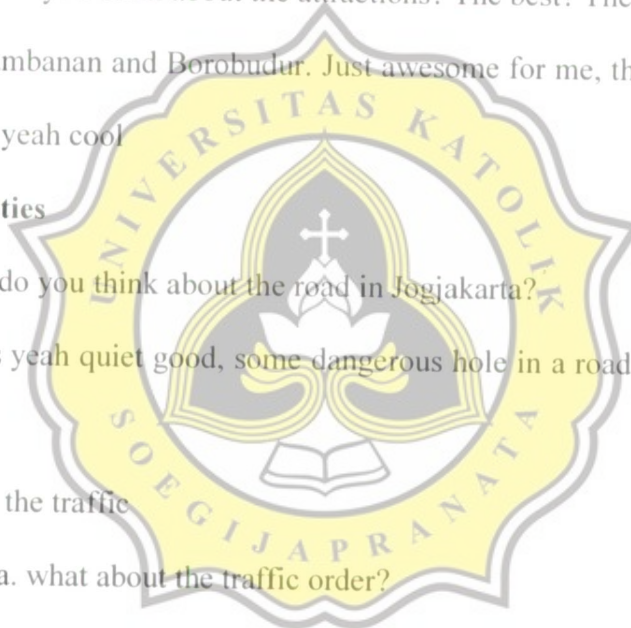 about the attractions? The best? The
mbanan and Borobudur. Just awesome for me, th
yeah cool
ties
do you think about the road in Jogjakarta?
yeah quiet good, some dangerous hole in a road
the traffic
a. what about the traffic order?
UNIVERSITAS KATOLIK
SOEGIJAPRANATA